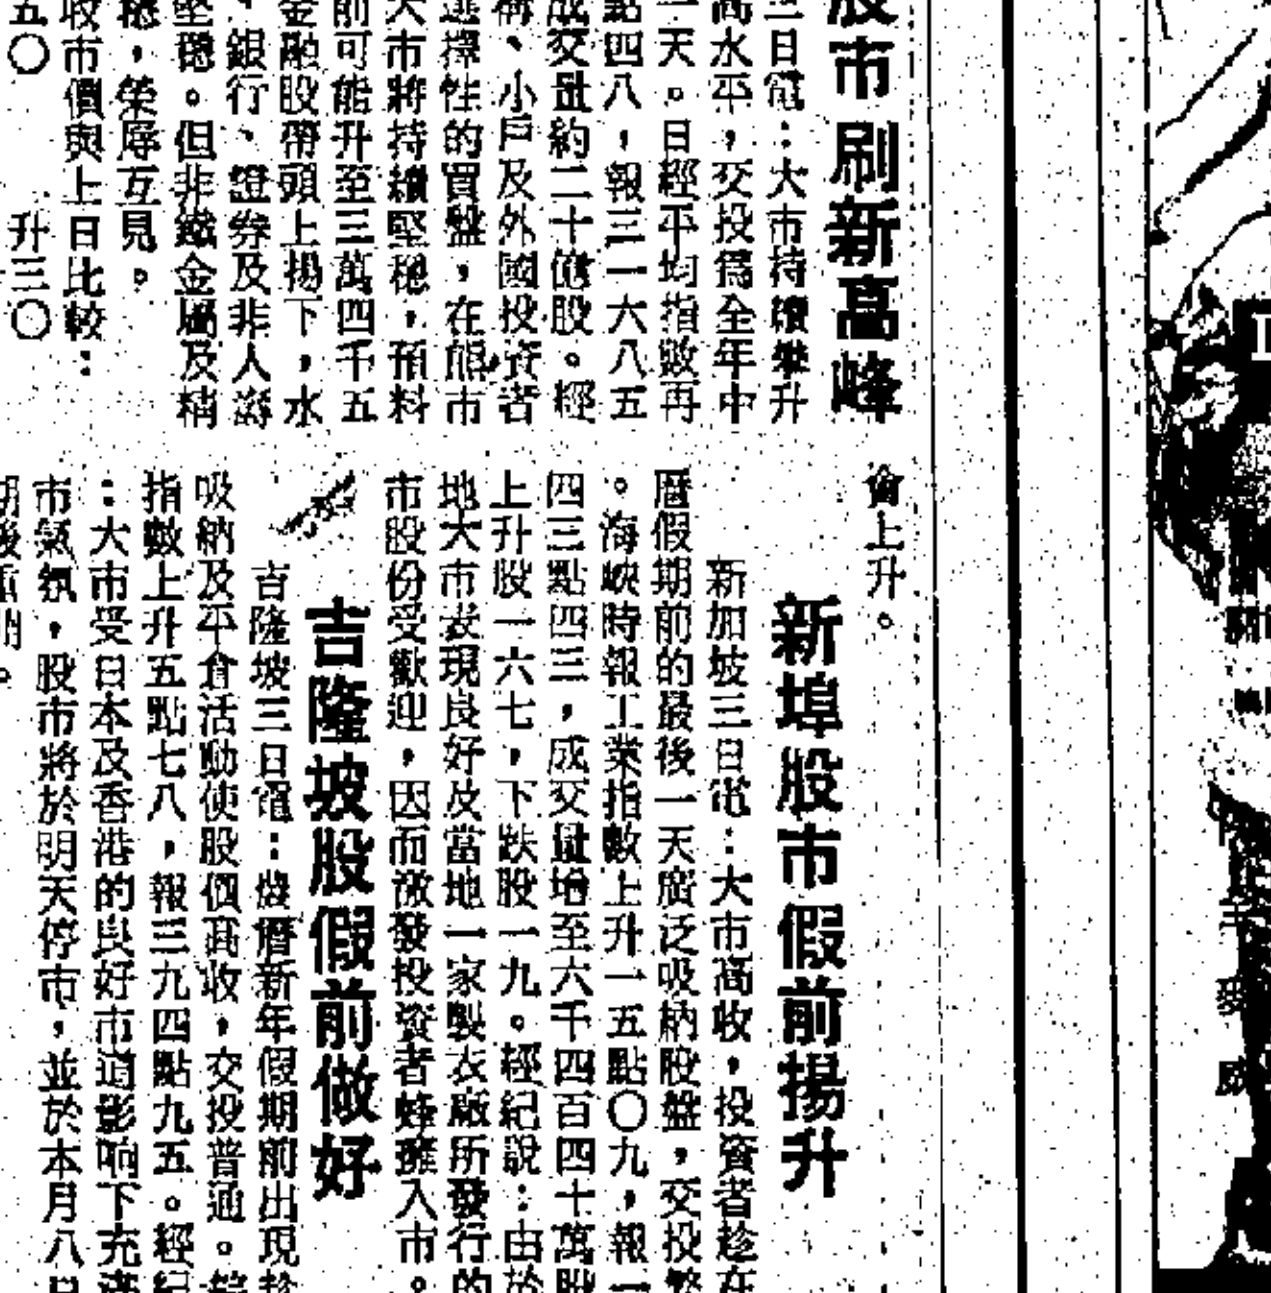 股市刷新高峰
三日電：大市持續攀升
高水平，交投爲全年中
一天。日經平均指數再
點四八，報三一六八五
成交量約二十億股。經
稱、小戶及外國投資者
選擇性的買盤，在熊市
大市將持續堅穩，預料
前可能升至三萬四千五
金融股帶頭上揚下，水
、銀行、證券及非人壽
堅穩。但非鐵金屬及精
穩，榮辱互見。
收市價與上日比較：
五〇 升三〇
會上升。
新埠股市假前揚升
新加坡三日電：大市高收，投資者趁在
曆假期前的最後一天廣泛吸納股盤，交投繁
。海峽時報工業指數上升一五點〇九，報一
四三點四三，成交量增至六千四百四十萬股
上升股一六七，下跌股一九。經紀說：由於
地大市表現良好及當地一家製衣廠所發行的
市股份受歡迎，因而激發投資者蜂擁入市。
吉隆坡股假前做好
吉隆坡三日電：農曆新年假期前出現趁
吸納及平倉活動使股價高收，交投普通。綜
指數上升五點七八，報三九四點九五。經紀
：大市受日本及香港的良好市道影响下充滿
市氣氛，股市將於明天停市，並於本月八日
期後重開。